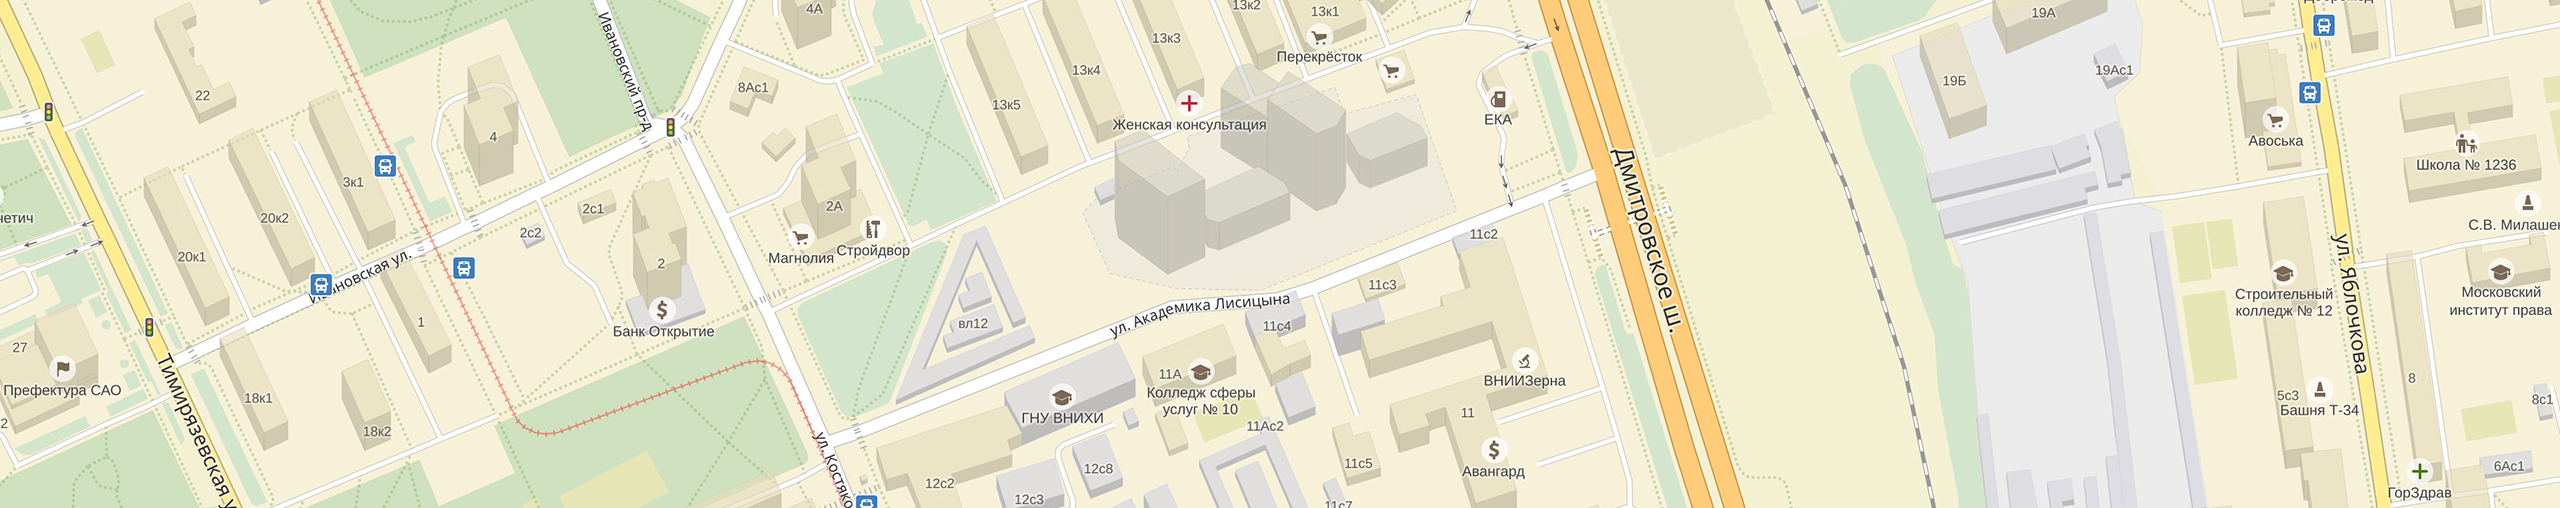 4А
13к2
13к1
19А
Ивановский пр-д
13к3
Перекрёсток
22
8Ас1
13к5
13к4
19Б
19Ас1
4
Женская консультация
ЕКА
Авоська
Школа № 1236
3к1
20к2
2с1
2А
Дмитровское ш.
2с2
Магнолия
Стройдвор
11с2
С.В. Милашен
20к1
Ивановская ул.
2
11с3
Строительный
колледж № 12
ул. Яблочкова
Московский
институт права
1
Банк Открытие
вл12
ул. Академика Лисицына
11с4
27
Префектура САО
Тимирязевская у
18к1
18к2
11А
Колледж сферы
услуг № 10
ВНИИЗерна
ГНУ ВНИХИ
11
11Ас2
5с3
Башня Т-34
8
8с1
ул. Костяко
12с2
12с8
12с3
11с5
Авангард
11с7
6Ас1
ГорЗдрав